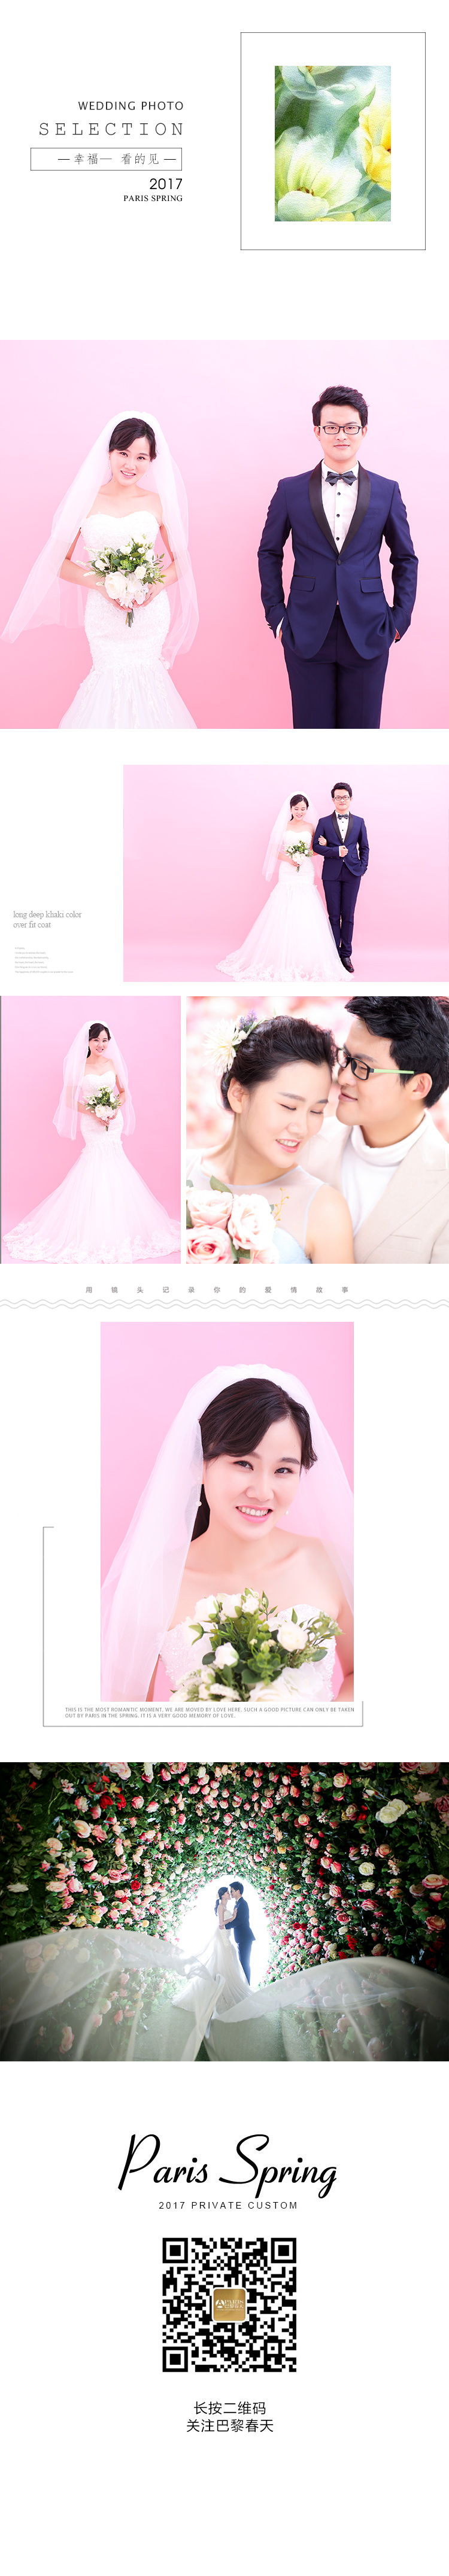 WEDDING PHOTO
SELECTION
—幸福— 看的见—
2017
PARIS SPRING
long deep khaki color
over fit coat
用镜头记录你的爱情故事
THIS IS THE MOST ROMANTIC MOMENT, WE ARE MOVED BY LOVE HERE, SUCH A GOOD PICTURE CAN ONLY BE TAKEN
OUT BY PARIS IN THE SPRING. IT IS A VERY GOOD MEMORY OF LOVE.
Paris Spring
2017 PRIVATE CUSTOM
长按二维码
关注巴黎春天